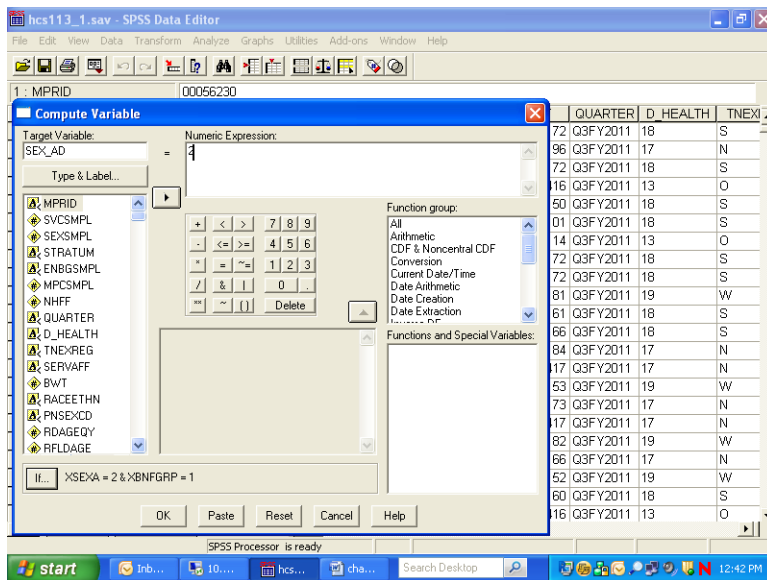 hcs113_1.sav - SPSS Data Editor
File Edit View Data Transform Analyze Graphs Utilities Add-ons Window Help
1 : MPRID 00056230
Compute Variable
Target Variable:
SEX_AD
=
Numeric Expression:
2
Type & Label...
MPRID
SVCSMPL
SEXSMPL
STRATUM
ENBGSMPL
MPCSMPL
NHFF
QUARTER
D_HEALTH
TNEXREG
SERVAFF
BWT
RACEETHN
PNSEXCD
RDAGEQY
RFLDAGE
+ < > 7 8 9
- <= >= 4 5 6
* = ~= 1 2 3
/ & | 0 .
** ~ () Delete
Function group:
All
Arithmetic
CDF & Noncentral CDF
Conversion
Current Date/Time
Date Arithmetic
Date Creation
Date Extraction
Inverse DF
Functions and Special Variables:
If... XSEXA = 2 & XBNFGRP = 1
OK Paste Reset Cancel Help
QUARTER D_HEALTH TNEX
72 Q3FY2011 18 S
96 Q3FY2011 17 N
72 Q3FY2011 18 S
416 Q3FY2011 13 O
50 Q3FY2011 18 S
01 Q3FY2011 18 S
14 Q3FY2011 13 O
72 Q3FY2011 18 S
72 Q3FY2011 18 S
81 Q3FY2011 19 W
61 Q3FY2011 18 S
66 Q3FY2011 18 S
84 Q3FY2011 17 N
417 Q3FY2011 17 N
53 Q3FY2011 19 W
73 Q3FY2011 17 N
417 Q3FY2011 17 N
82 Q3FY2011 19 W
66 Q3FY2011 17 N
52 Q3FY2011 19 W
60 Q3FY2011 18 S
416 Q3FY2011 13 O
SPSS Processor is ready
start Inb... 10.... hcs... cha... Search Desktop N 12:42 PM